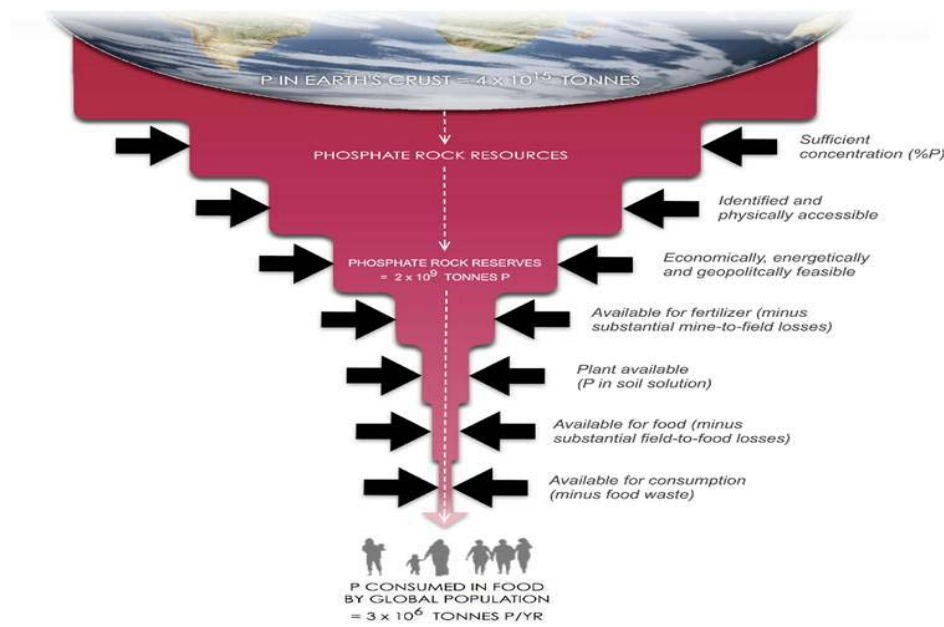 P IN EARTH'S CRUST = 4 x 10¹⁵ TONNES
Sufficient
concentration (%P)
PHOSPHATE ROCK RESOURCES
Identified and
physically accessible
Economically, energetically
and geopolitcally feasible
PHOSPHATE ROCK RESERVES
= 2 x 10⁹ TONNES P
Available for fertilizer (minus
substantial mine-to-field losses)
Plant available
(P in soil solution)
Available for food (minus
substantial field-to-food losses)
Available for consumption
(minus food waste)
P CONSUMED IN FOOD
BY GLOBAL POPULATION
= 3 x 10⁶ TONNES P/YR